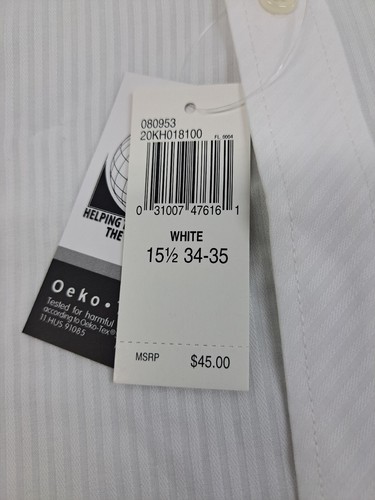 080953
20KH018100
FL 0004
0 31007 47616 1
WHITE
15½ 34-35
MSRP $45.00
HELPING
THE
Oeko•
Tested for harmful
according to Oeko-Tex®
11.HUS.91085